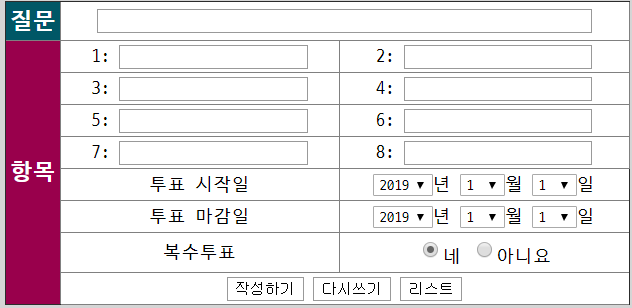 질문
항목
1: 2:
3: 4:
5: 6:
7: 8:
투표 시작일 2019 년 1 월 1 일
투표 마감일 2019 년 1 월 1 일
복수투표 네 아니요
작성하기 다시쓰기 리스트